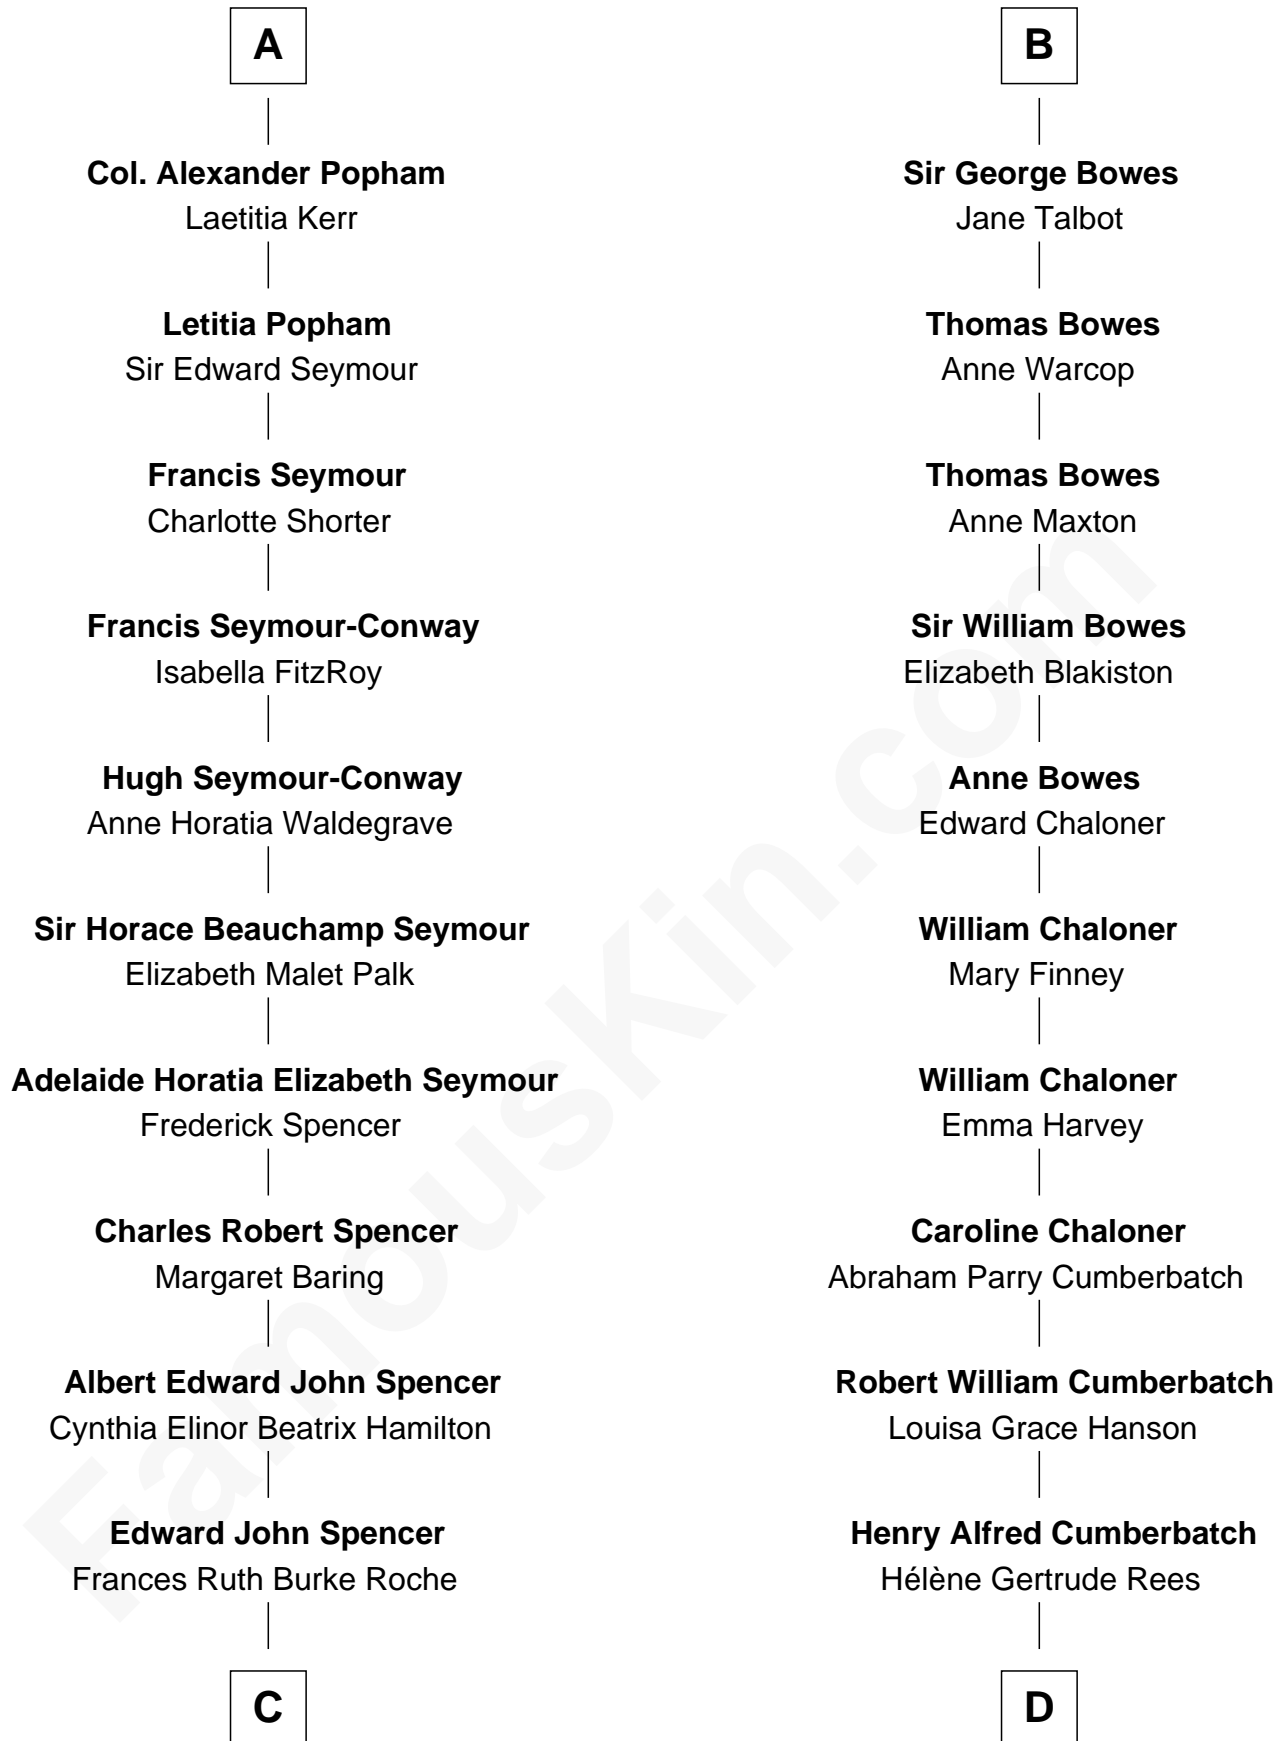 A
Col. Alexander Popham
Laetitia Kerr
Letitia Popham
Sir Edward Seymour
Francis Seymour
Charlotte Shorter
Francis Seymour-Conway
Isabella FitzRoy
Hugh Seymour-Conway
Anne Horatia Waldegrave
Sir Horace Beauchamp Seymour
Elizabeth Malet Palk
Adelaide Horatia Elizabeth Seymour
Frederick Spencer
Charles Robert Spencer
Margaret Baring
Albert Edward John Spencer
Cynthia Elinor Beatrix Hamilton
Edward John Spencer
Frances Ruth Burke Roche
C
B
Sir George Bowes
Jane Talbot
Thomas Bowes
Anne Warcop
Thomas Bowes
Anne Maxton
Sir William Bowes
Elizabeth Blakiston
Anne Bowes
Edward Chaloner
William Chaloner
Mary Finney
William Chaloner
Emma Harvey
Caroline Chaloner
Abraham Parry Cumberbatch
Robert William Cumberbatch
Louisa Grace Hanson
Henry Alfred Cumberbatch
Hélène Gertrude Rees
D
FamousKin.com